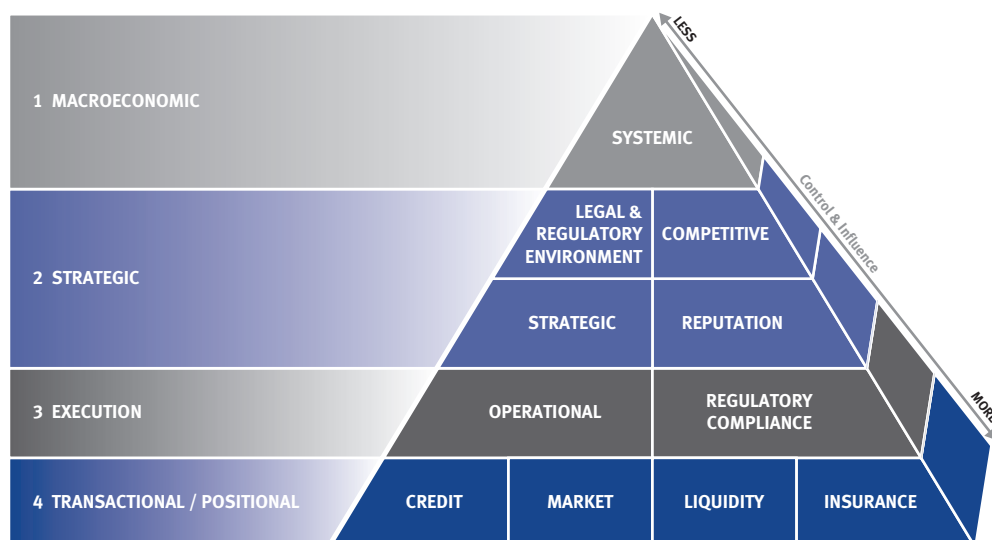 LESS
1 MACROECONOMIC
SYSTEMIC
Control & Influence
2 STRATEGIC
LEGAL &
REGULATORY
ENVIRONMENT
COMPETITIVE
STRATEGIC
REPUTATION
MORE
3 EXECUTION
OPERATIONAL
REGULATORY
COMPLIANCE
4 TRANSACTIONAL / POSITIONAL
CREDIT
MARKET
LIQUIDITY
INSURANCE